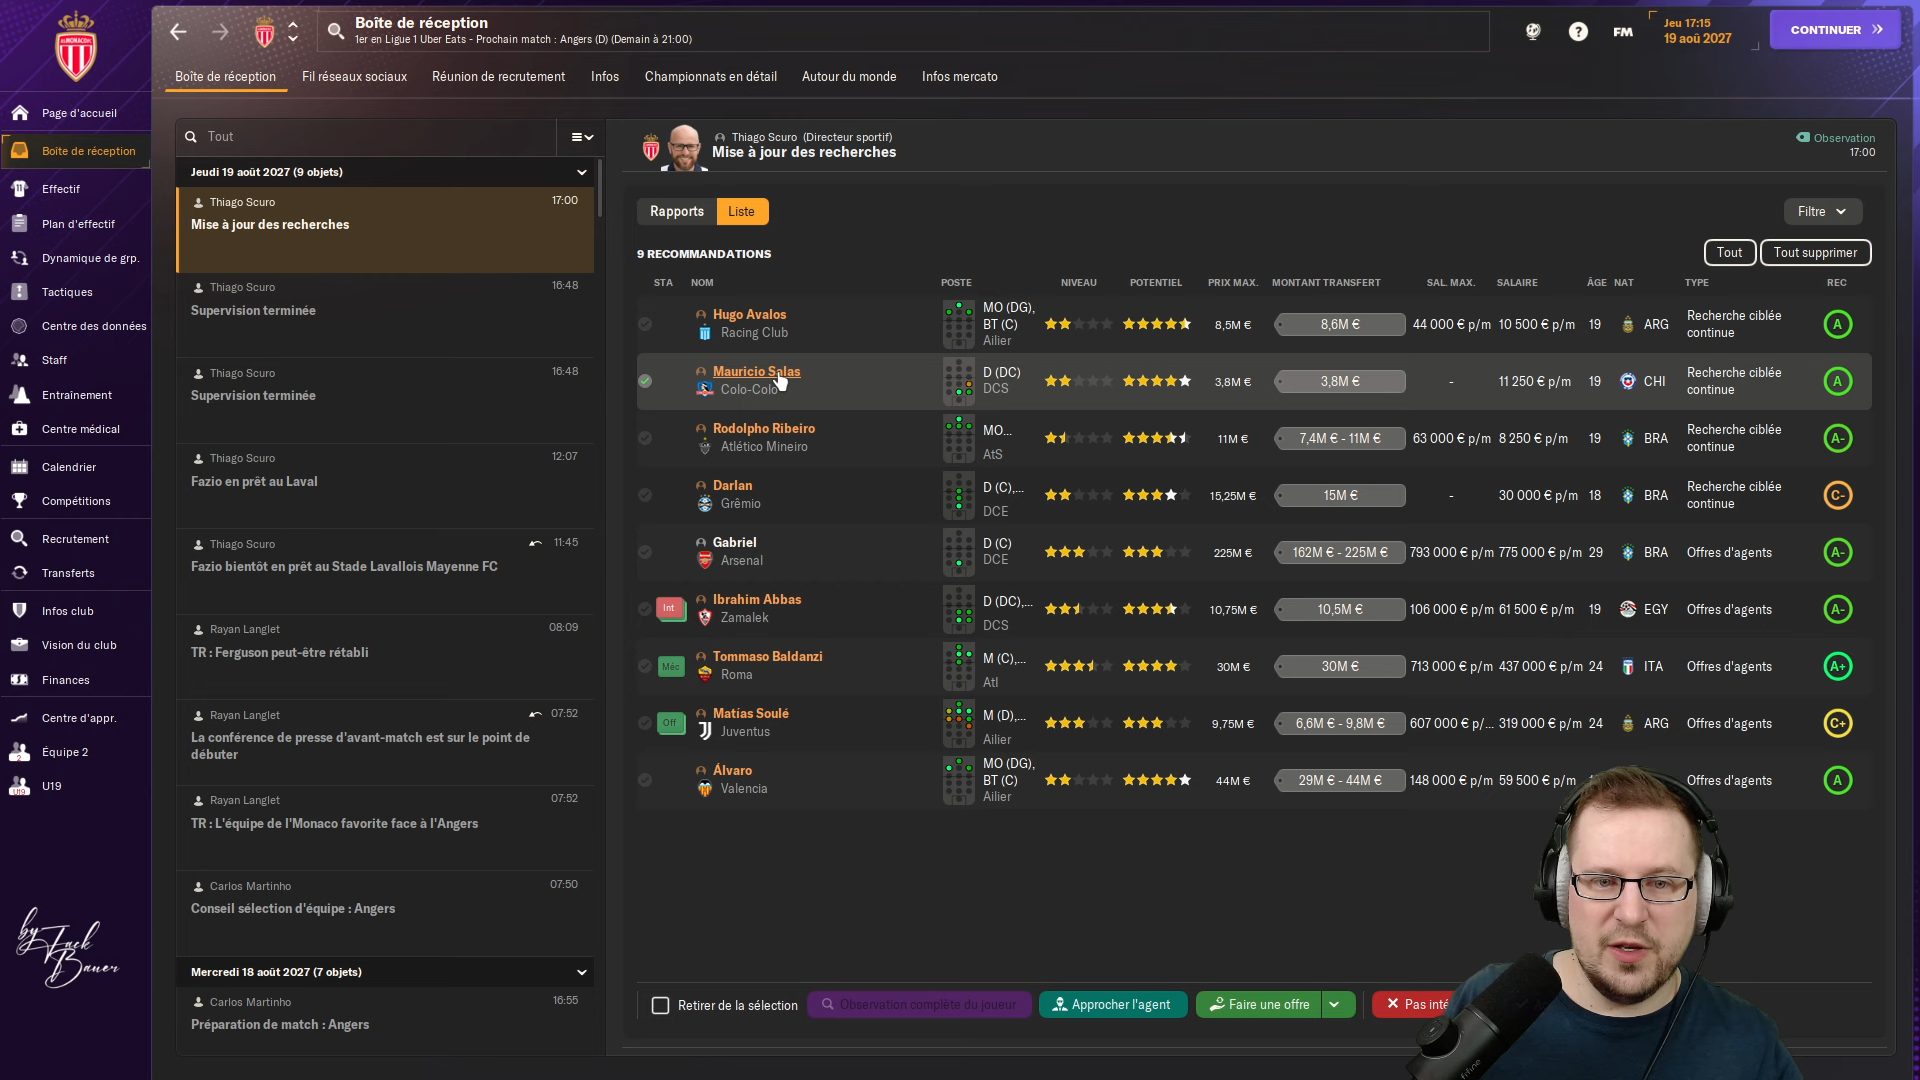 Boîte de réception
1er en Ligue 1 Uber Eats - Prochain match : Angers (D) (Demain à 21:00)
FM
Jeu 17:15
19 aoû 2027
CONTINUER
Boîte de réception
Fil réseaux sociaux
Réunion de recrutement
Infos
Championnats en détail
Autour du monde
Infos mercato
Page d'accueil
Boîte de réception
Effectif
Plan d'effectif
Dynamique de grp.
Tactiques
Centre des données
Staff
Entraînement
Centre médical
Calendrier
Compétitions
Recrutement
Transferts
Infos club
Vision du club
Finances
Centre d'appr.
Équipe 2
U19
by Jack
Bauer
Tout
Jeudi 19 août 2027 (9 objets)
Thiago Scuro 17:00
Mise à jour des recherches
Thiago Scuro 16:48
Supervision terminée
Thiago Scuro 16:48
Supervision terminée
Thiago Scuro 12:07
Fazio en prêt au Laval
Thiago Scuro 11:45
Fazio bientôt en prêt au Stade Lavallois Mayenne FC
Rayan Langlet 08:09
TR : Ferguson peut-être rétabli
Rayan Langlet 07:52
La conférence de presse d'avant-match est sur le point de
débuter
Rayan Langlet 07:52
TR : L'équipe de l'Monaco favorite face à l'Angers
Carlos Martinho 07:50
Conseil sélection d'équipe : Angers
Mercredi 18 août 2027 (7 objets)
Carlos Martinho 16:55
Préparation de match : Angers
Thiago Scuro (Directeur sportif)
Mise à jour des recherches
Observation
17:00
Rapports
Liste
Filtre
9 RECOMMANDATIONS
Tout
Tout supprimer
STA NOM POSTE NIVEAU POTENTIEL PRIX MAX. MONTANT TRANSFERT SAL. MAX. SALAIRE ÂGE NAT TYPE REC
Hugo Avalos
Racing Club
MO (DG),
BT (C)
Ailier
8,5M € 8,6M € 44 000 € p/m 10 500 € p/m 19 ARG
Recherche ciblée
continue
A
Mauricio Salas
Colo-Colo
D (DC)
DCS
3,8M € 3,8M € - 11 250 € p/m 19 CHI
Recherche ciblée
continue
A
Rodolpho Ribeiro
Atlético Mineiro
MO...
AtS
11M € 7,4M € - 11M € 63 000 € p/m 8 250 € p/m 19 BRA
Recherche ciblée
continue
A-
Darlan
Grêmio
D (C),...
DCE
15,25M € 15M € - 30 000 € p/m 18 BRA
Recherche ciblée
continue
C-
Gabriel
Arsenal
D (C)
DCE
225M € 162M € - 225M € 793 000 € p/m 775 000 € p/m 29 BRA Offres d'agents A-
Int
Ibrahim Abbas
Zamalek
D (DC),...
DCS
10,75M € 10,5M € 106 000 € p/m 61 500 € p/m 19 EGY Offres d'agents A-
Méc
Tommaso Baldanzi
Roma
M (C),...
AtI
30M € 30M € 713 000 € p/m 437 000 € p/m 24 ITA Offres d'agents A+
Off
Matías Soulé
Juventus
M (D),...
Ailier
9,75M € 6,6M € - 9,8M € 607 000 € p/... 319 000 € p/m 24 ARG Offres d'agents C+
Álvaro
Valencia
MO (DG),
BT (C)
Ailier
44M € 29M € - 44M € 148 000 € p/m 59 500 € p/m Offres d'agents A
Retirer de la sélection
Observation complète du joueur
Approcher l'agent
Faire une offre
Pas inté
fifine